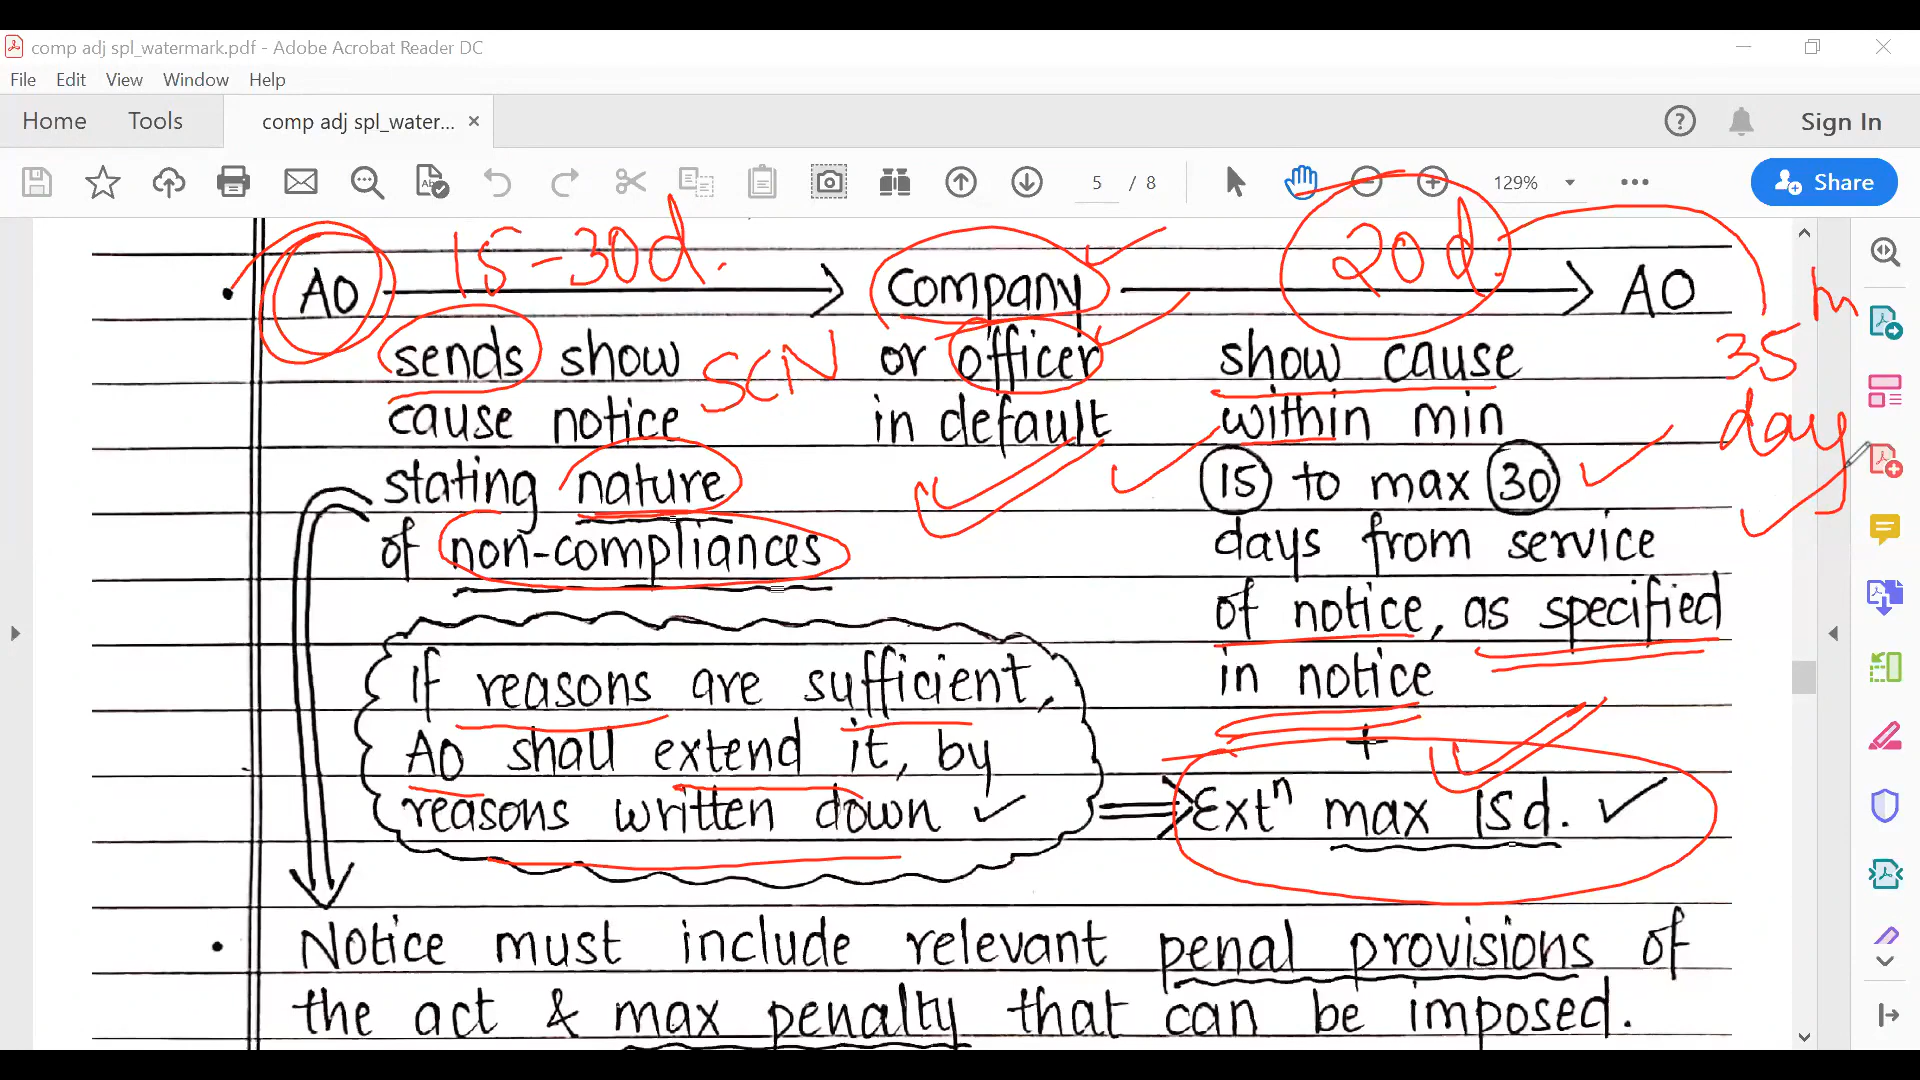 comp adj spl_watermark.pdf - Adobe Acrobat Reader DC
File Edit View Window Help
Home Tools comp adj spl_water... × Sign In
5 / 8 129% Share
15-30d. 20 d.
• AO Company AO
sends show SCN or officer show cause 35
cause notice in default within min day
stating nature 15 to max 30
of non-compliances days from service
of notice, as specified
in notice
+
If reasons are sufficient,
AO shall extend it, by
reasons written down ✓ Extⁿ max 15d. ✓
• Notice must include relevant penal provisions of
the act & max penalty that can be imposed.